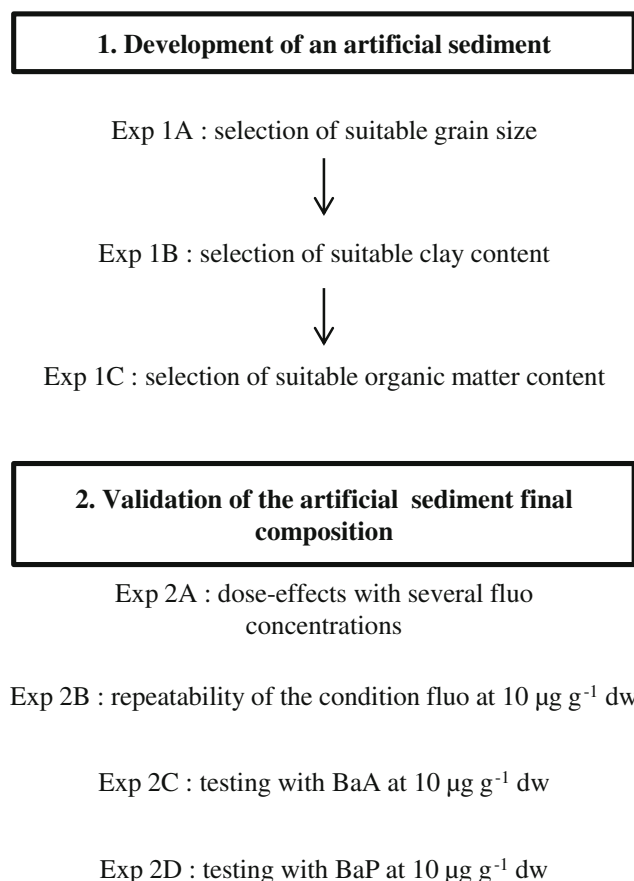 1. Development of an artificial sediment
Exp 1A : selection of suitable grain size
Exp 1B : selection of suitable clay content
Exp 1C : selection of suitable organic matter content
2. Validation of the artificial sediment final
composition
Exp 2A : dose-effects with several fluo
concentrations
Exp 2B : repeatability of the condition fluo at 10 µg g⁻¹ dw
Exp 2C : testing with BaA at 10 µg g⁻¹ dw
Exp 2D : testing with BaP at 10 µg g⁻¹ dw